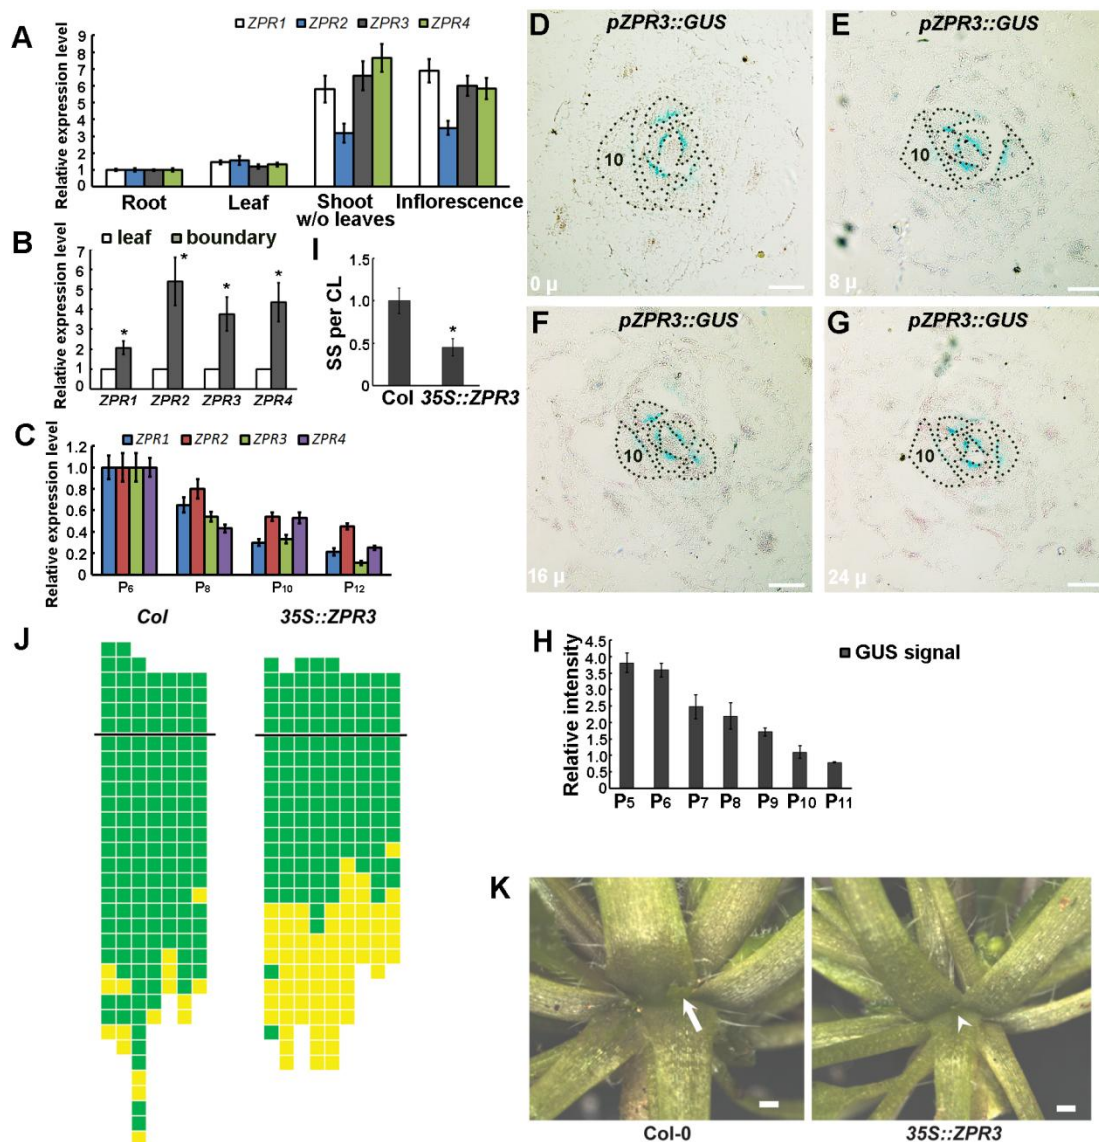 A
ZPR1 ZPR2 ZPR3 ZPR4
Relative expression level
9
8
7
6
5
4
3
2
1
0
Root Leaf Shoot w/o leaves Inflorescence
B
leaf boundary
Relative expression level
7
6
5
4
3
2
1
0
* * * *
ZPR1 ZPR2 ZPR3 ZPR4
I
SS per CL
1.5
1.0
0.5
0
*
Col 35S::ZPR3
C
ZPR1 ZPR2 ZPR3 ZPR4
Relative expression level
1.2
1.0
0.8
0.6
0.4
0.2
0
P6 P8 P10 P12
D
pZPR3::GUS
10
0 µ
E
pZPR3::GUS
10
8 µ
F
pZPR3::GUS
10
16 µ
G
pZPR3::GUS
10
24 µ
H
GUS signal
Relative intensity
4.5
4.0
3.5
3.0
2.5
2.0
1.5
1.0
0.5
0
P5 P6 P7 P8 P9 P10 P11
J
Col 35S::ZPR3
K
Col-0 35S::ZPR3